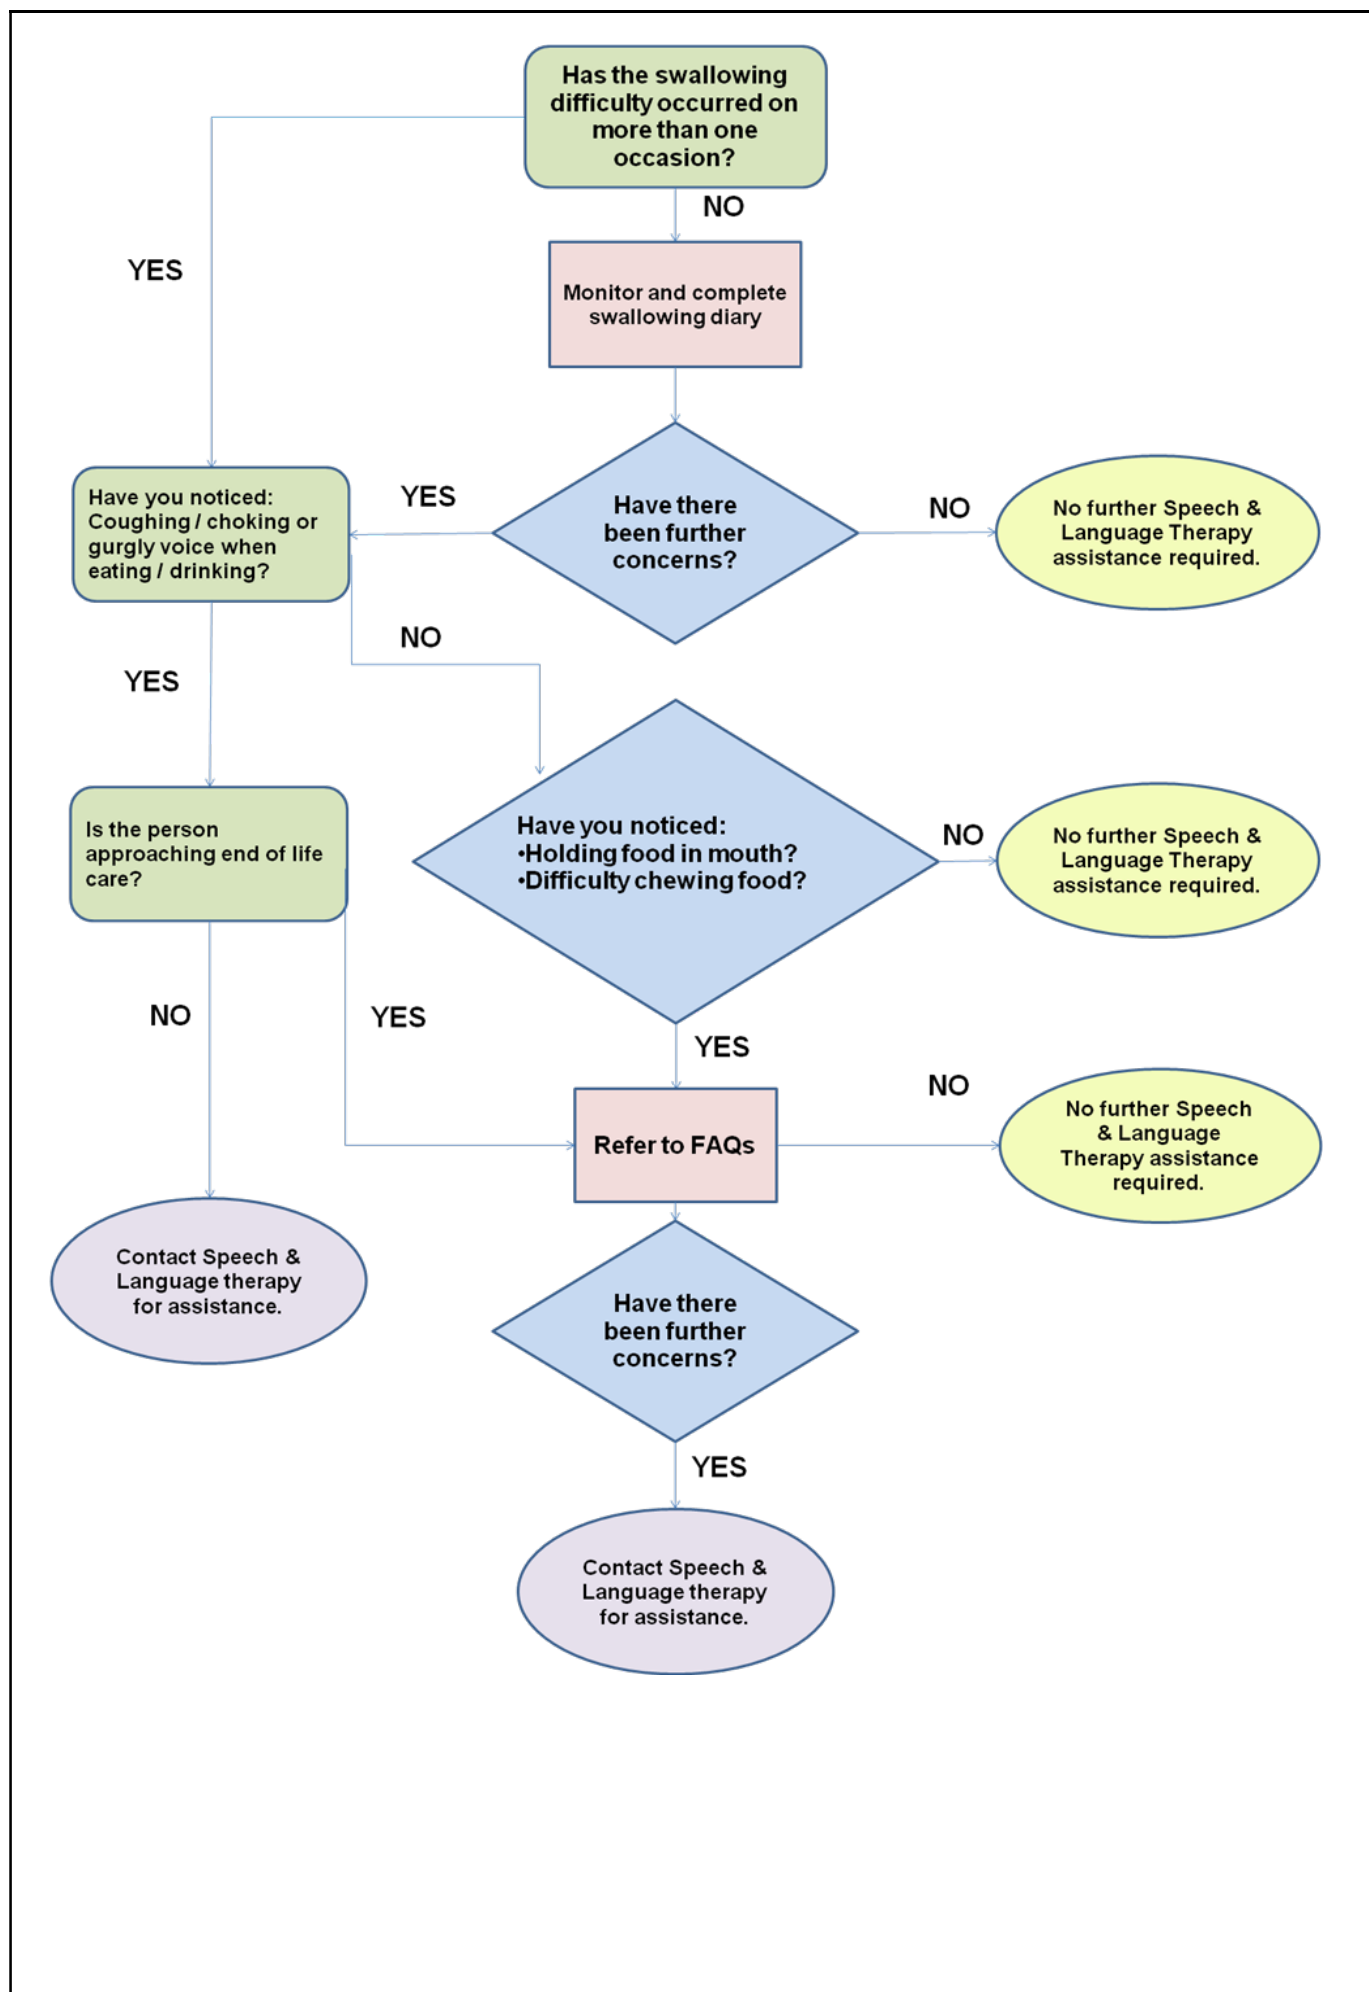 Has the swallowing
difficulty occurred on
more than one
occasion?
NO
YES
Monitor and complete
swallowing diary
Have you noticed:
Coughing / choking or
gurgly voice when
eating / drinking?
YES
Have there
been further
concerns?
NO
No further Speech &
Language Therapy
assistance required.
NO
YES
Is the person
approaching end of life
care?
Have you noticed:
•Holding food in mouth?
•Difficulty chewing food?
NO
No further Speech &
Language Therapy
assistance required.
NO
YES
YES
Refer to FAQs
NO
No further Speech
& Language
Therapy assistance
required.
Contact Speech &
Language therapy
for assistance.
Have there
been further
concerns?
YES
Contact Speech &
Language therapy
for assistance.